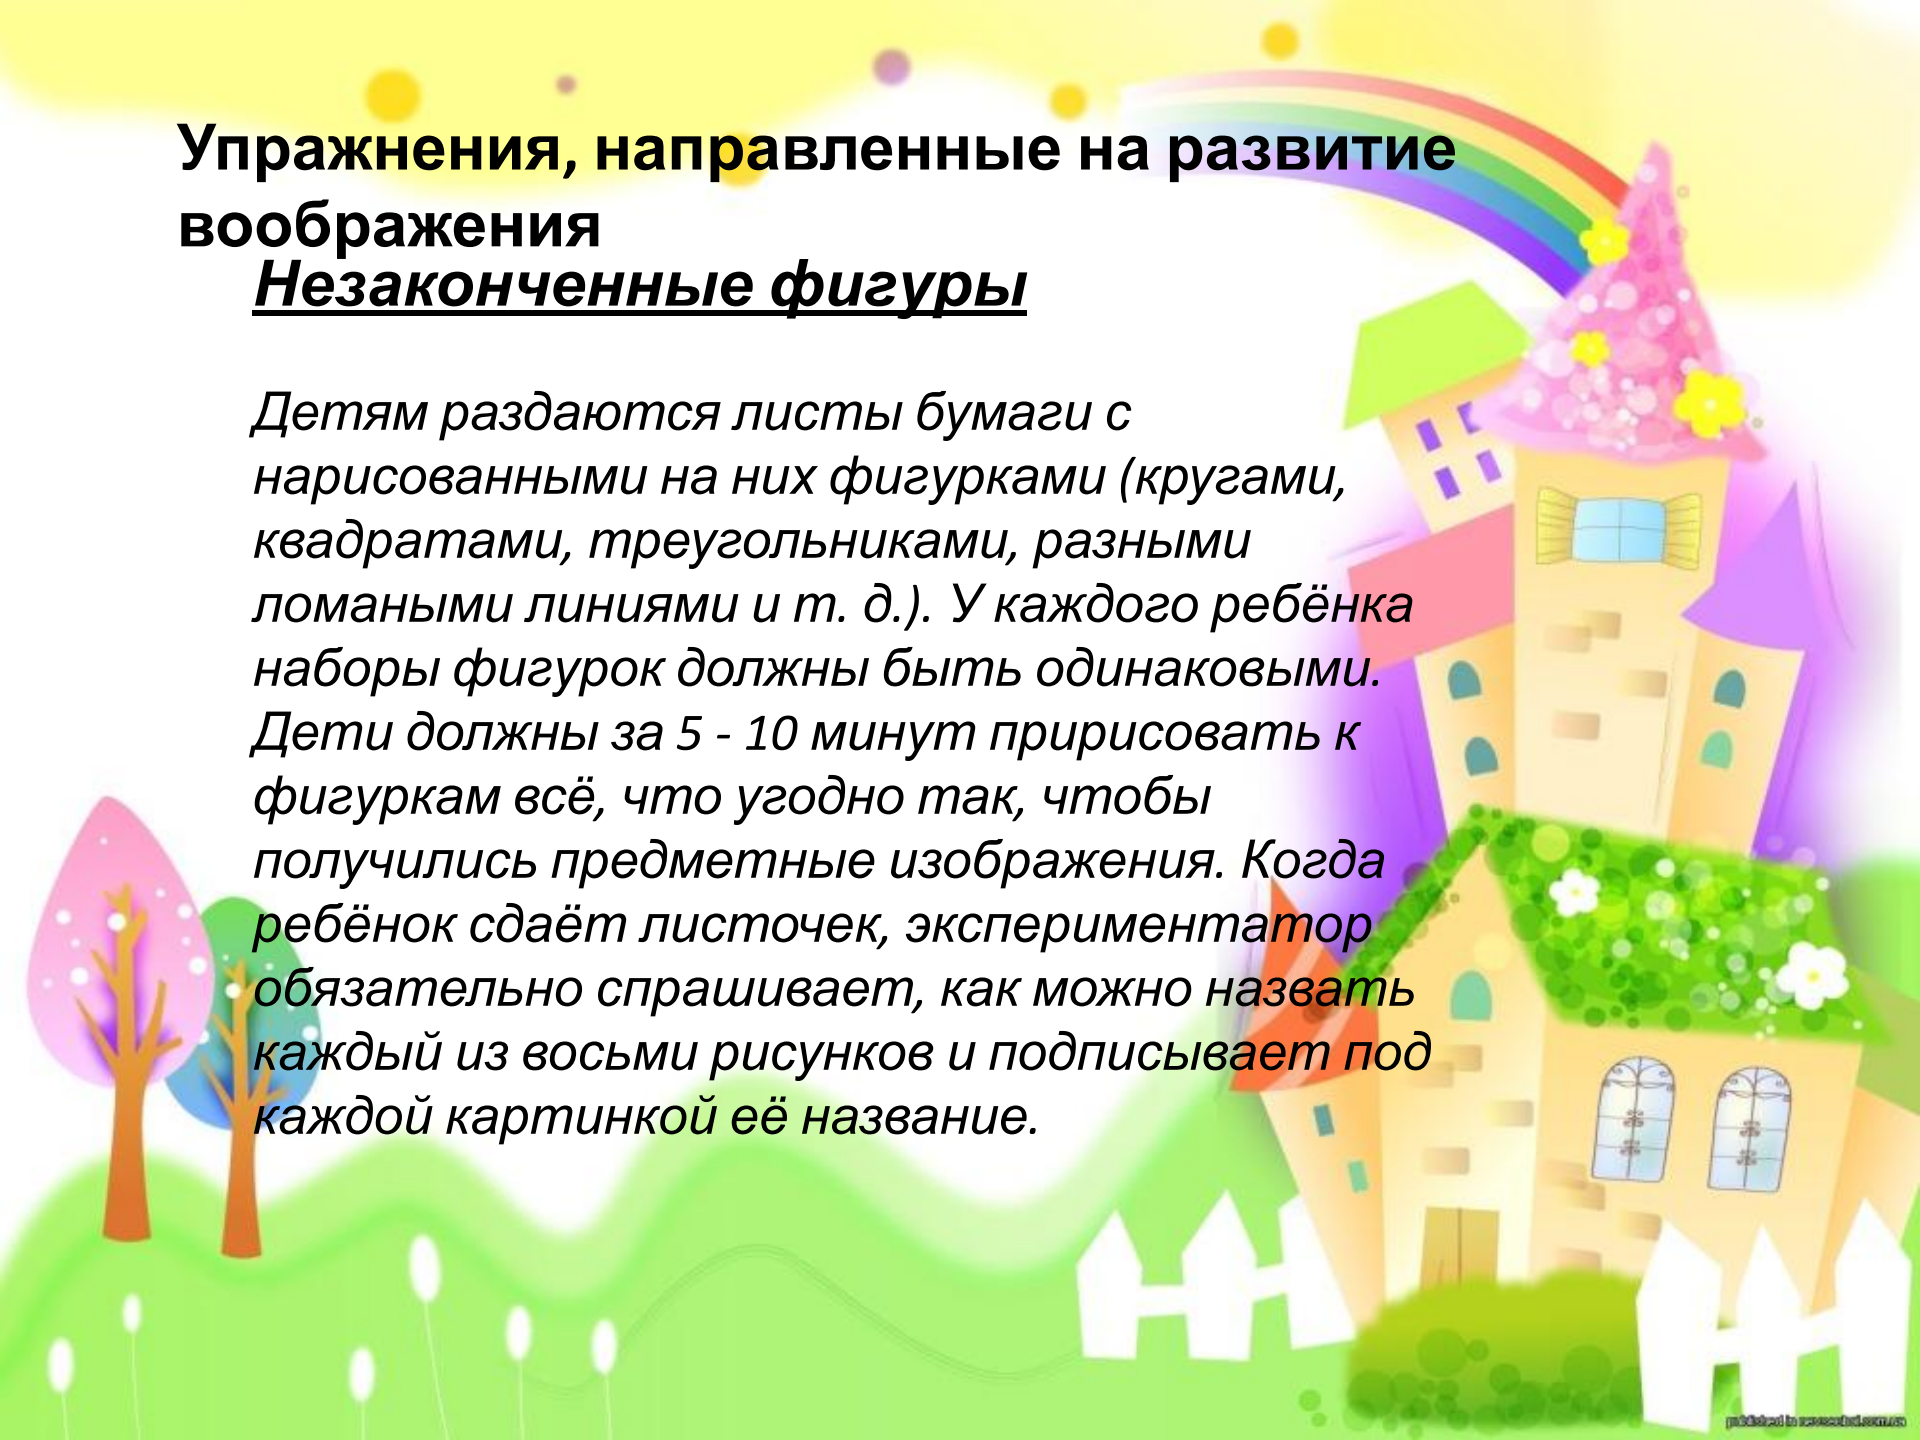 Упражнения, направленные на развитие
воображения
Незаконченные фигуры
Детям раздаются листы бумаги с
нарисованными на них фигурками (кругами,
квадратами, треугольниками, разными
ломаными линиями и т. д.). У каждого ребёнка
наборы фигурок должны быть одинаковыми.
Дети должны за 5 - 10 минут пририсовать к
фигуркам всё, что угодно так, чтобы
получились предметные изображения. Когда
ребёнок сдаёт листочек, экспериментатор
обязательно спрашивает, как можно назвать
каждый из восьми рисунков и подписывает под
каждой картинкой её название.
published in